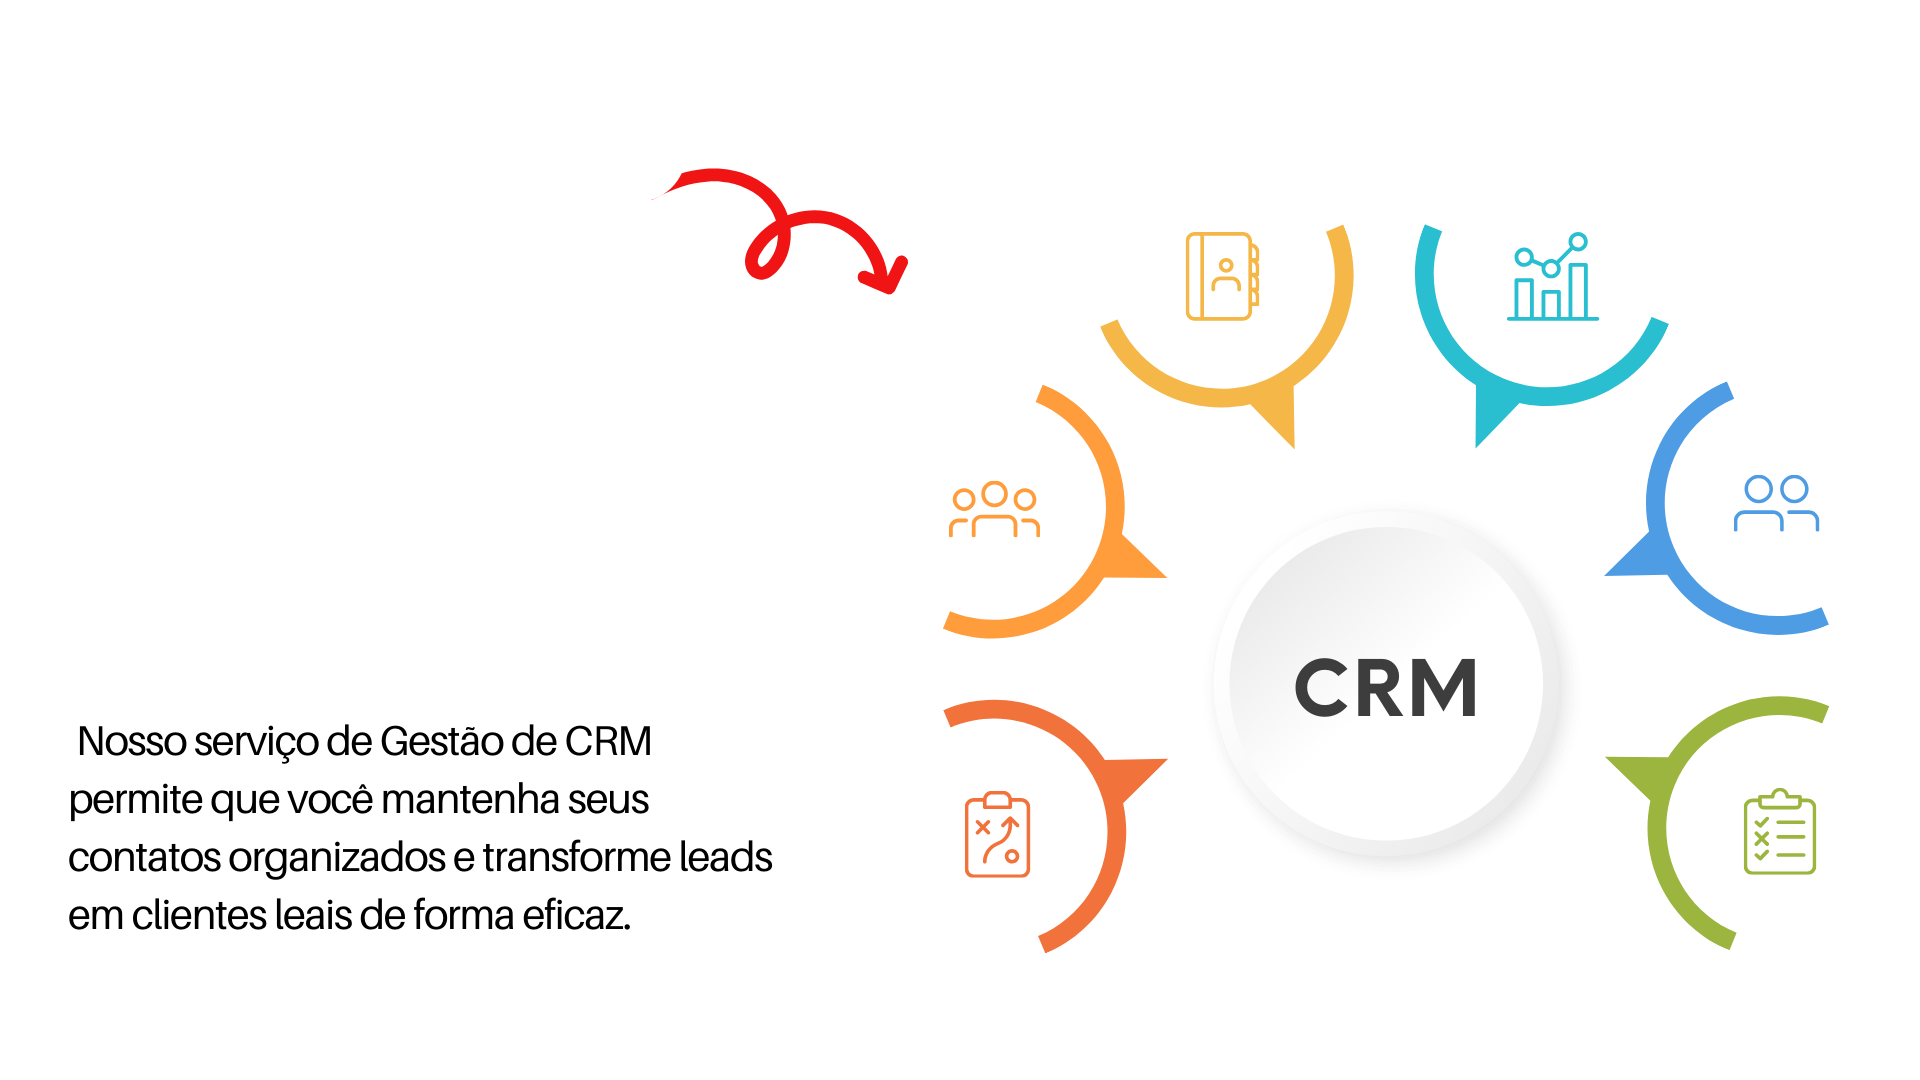 Nosso serviço de Gestão de CRM
permite que você mantenha seus
contatos organizados e transforme leads
em clientes leais de forma eficaz.
CRM